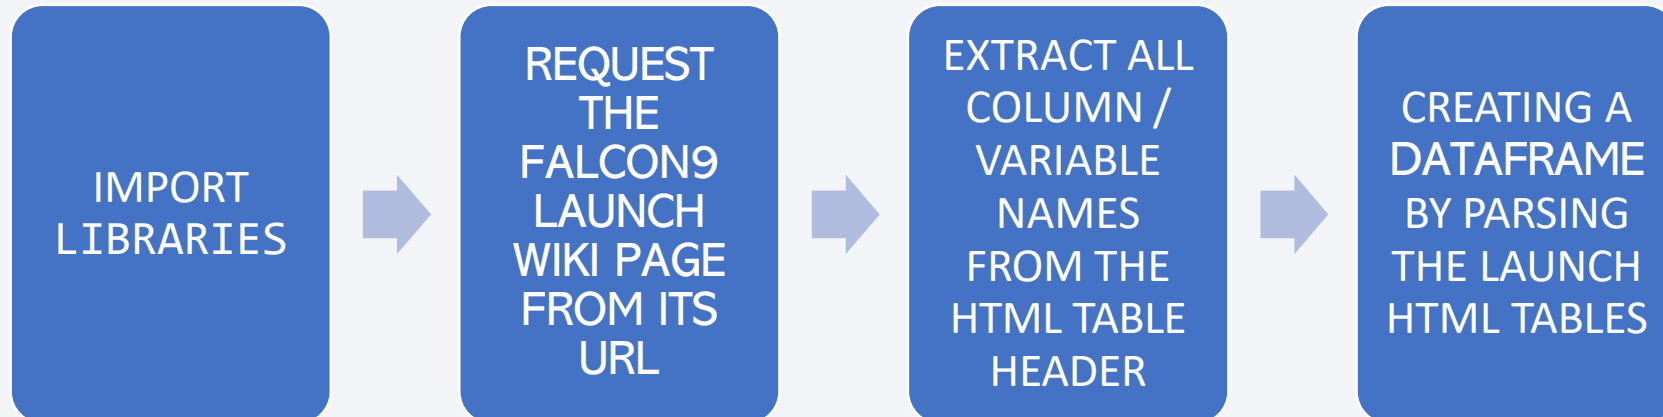 IMPORT
LIBRARIES
REQUEST
THE
FALCON9
LAUNCH
WIKI PAGE
FROM ITS
URL
EXTRACT ALL
COLUMN /
VARIABLE
NAMES
FROM THE
HTML TABLE
HEADER
CREATING A
DATAFRAME
BY PARSING
THE LAUNCH
HTML TABLES